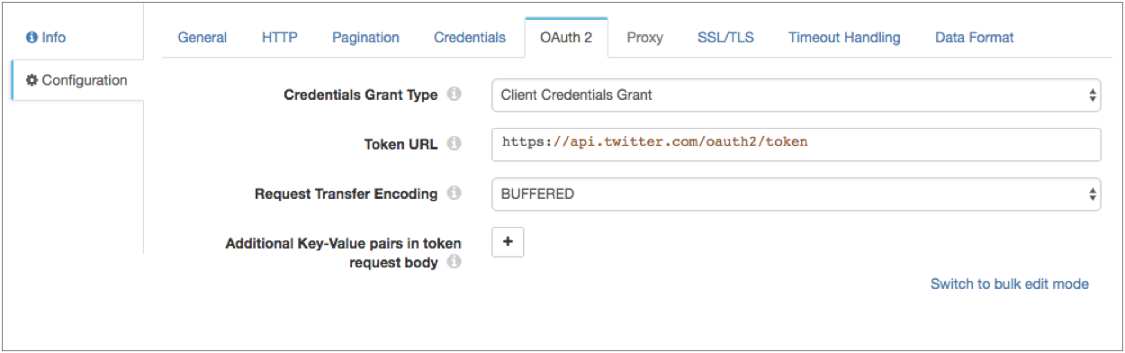 Info
General HTTP Pagination Credentials OAuth 2 Proxy SSL/TLS Timeout Handling Data Format
Configuration
Credentials Grant Type Client Credentials Grant
Token URL https://api.twitter.com/oauth2/token
Request Transfer Encoding BUFFERED
Additional Key-Value pairs in token
request body
+
Switch to bulk edit mode